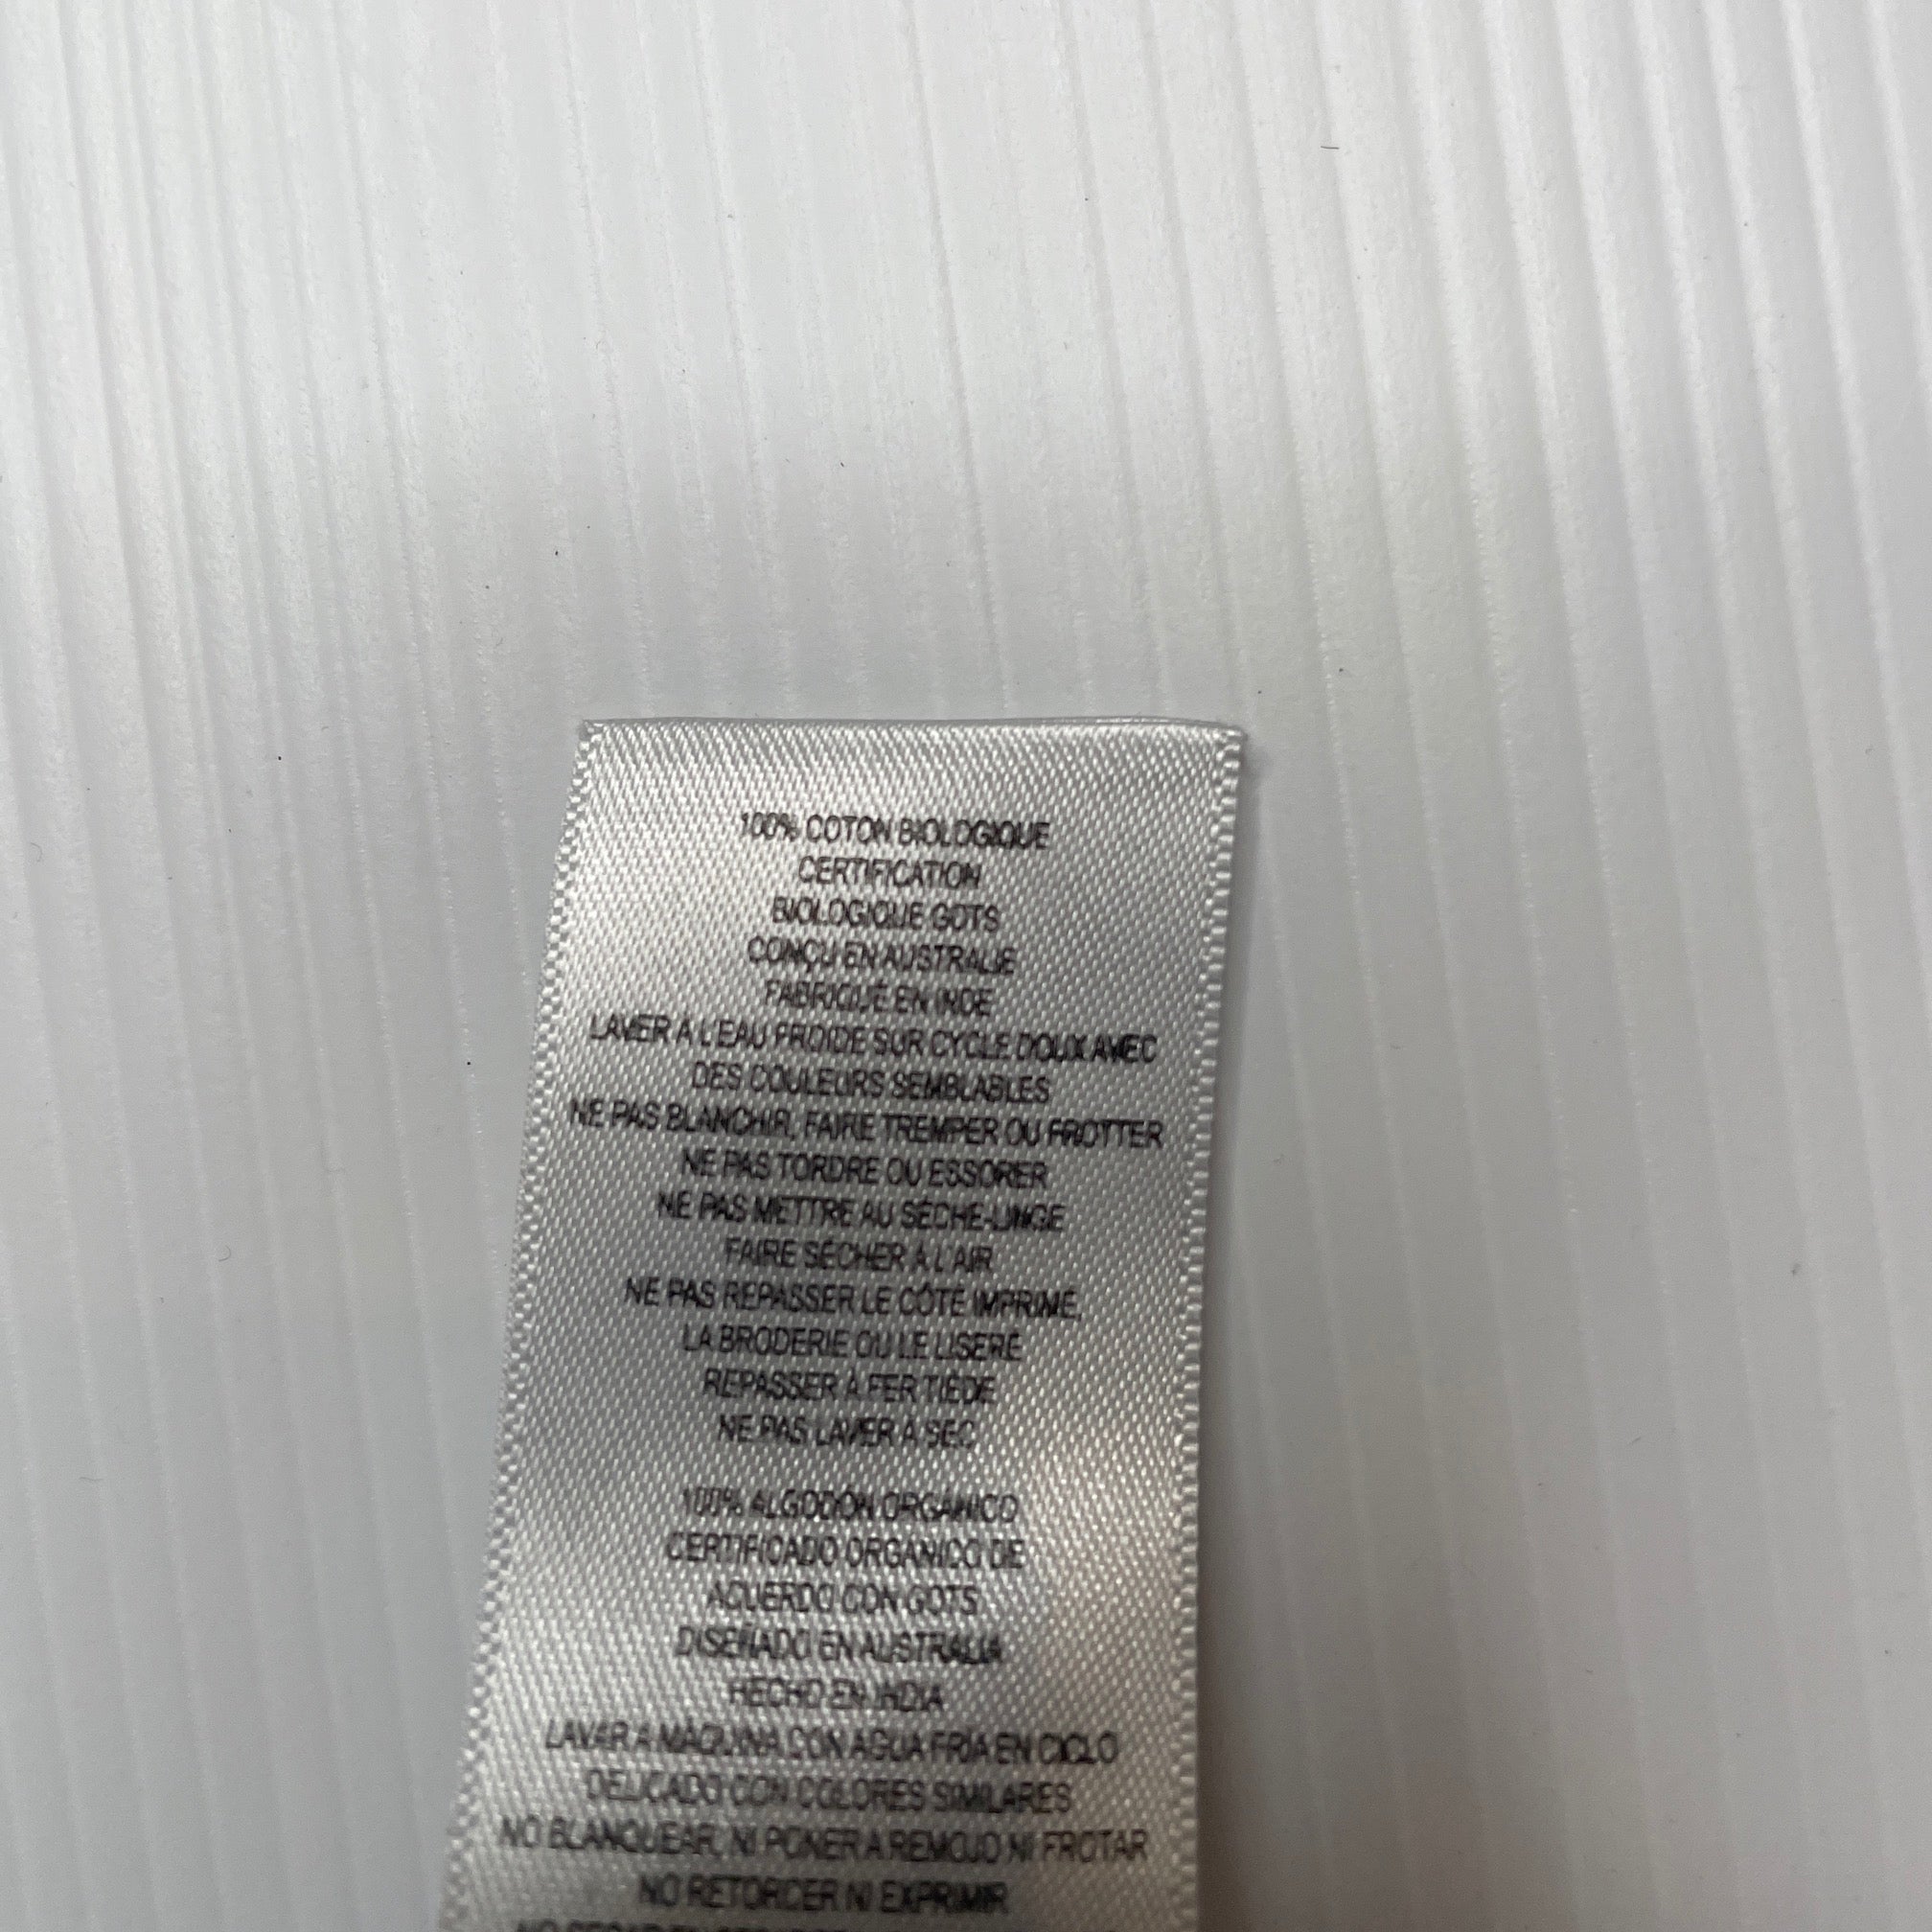 100% COTON BIOLOGIQUE
CERTIFICATION
BIOLOGIQUE GOTS
CONÇU EN AUSTRALIE
FABRIQUÉ EN INDE
LAVER À L'EAU FROIDE SUR CYCLE DOUX AVEC
DES COULEURS SEMBLABLES
NE PAS BLANCHIR, FAIRE TREMPER OU FROTTER
NE PAS TORDRE OU ESSORER
NE PAS METTRE AU SÈCHE-LINGE
FAIRE SÉCHER À L'AIR
NE PAS REPASSER LE CÔTÉ IMPRIMÉ,
LA BRODERIE OU LE LISERÉ
REPASSER À FER TIÈDE
NE PAS LAVER À SEC
100% ALGODÓN ORGÁNICO
CERTIFICADO ORGÁNICO DE
ACUERDO CON GOTS
DISEÑADO EN AUSTRALIA
HECHO EN INDIA
LAVAR A MÁQUINA CON AGUA FRÍA EN CICLO
DELICADO CON COLORES SIMILARES
NO BLANQUEAR, NI PONER A REMOJO NI FROTAR
NO RETORCER NI EXPRIMIR